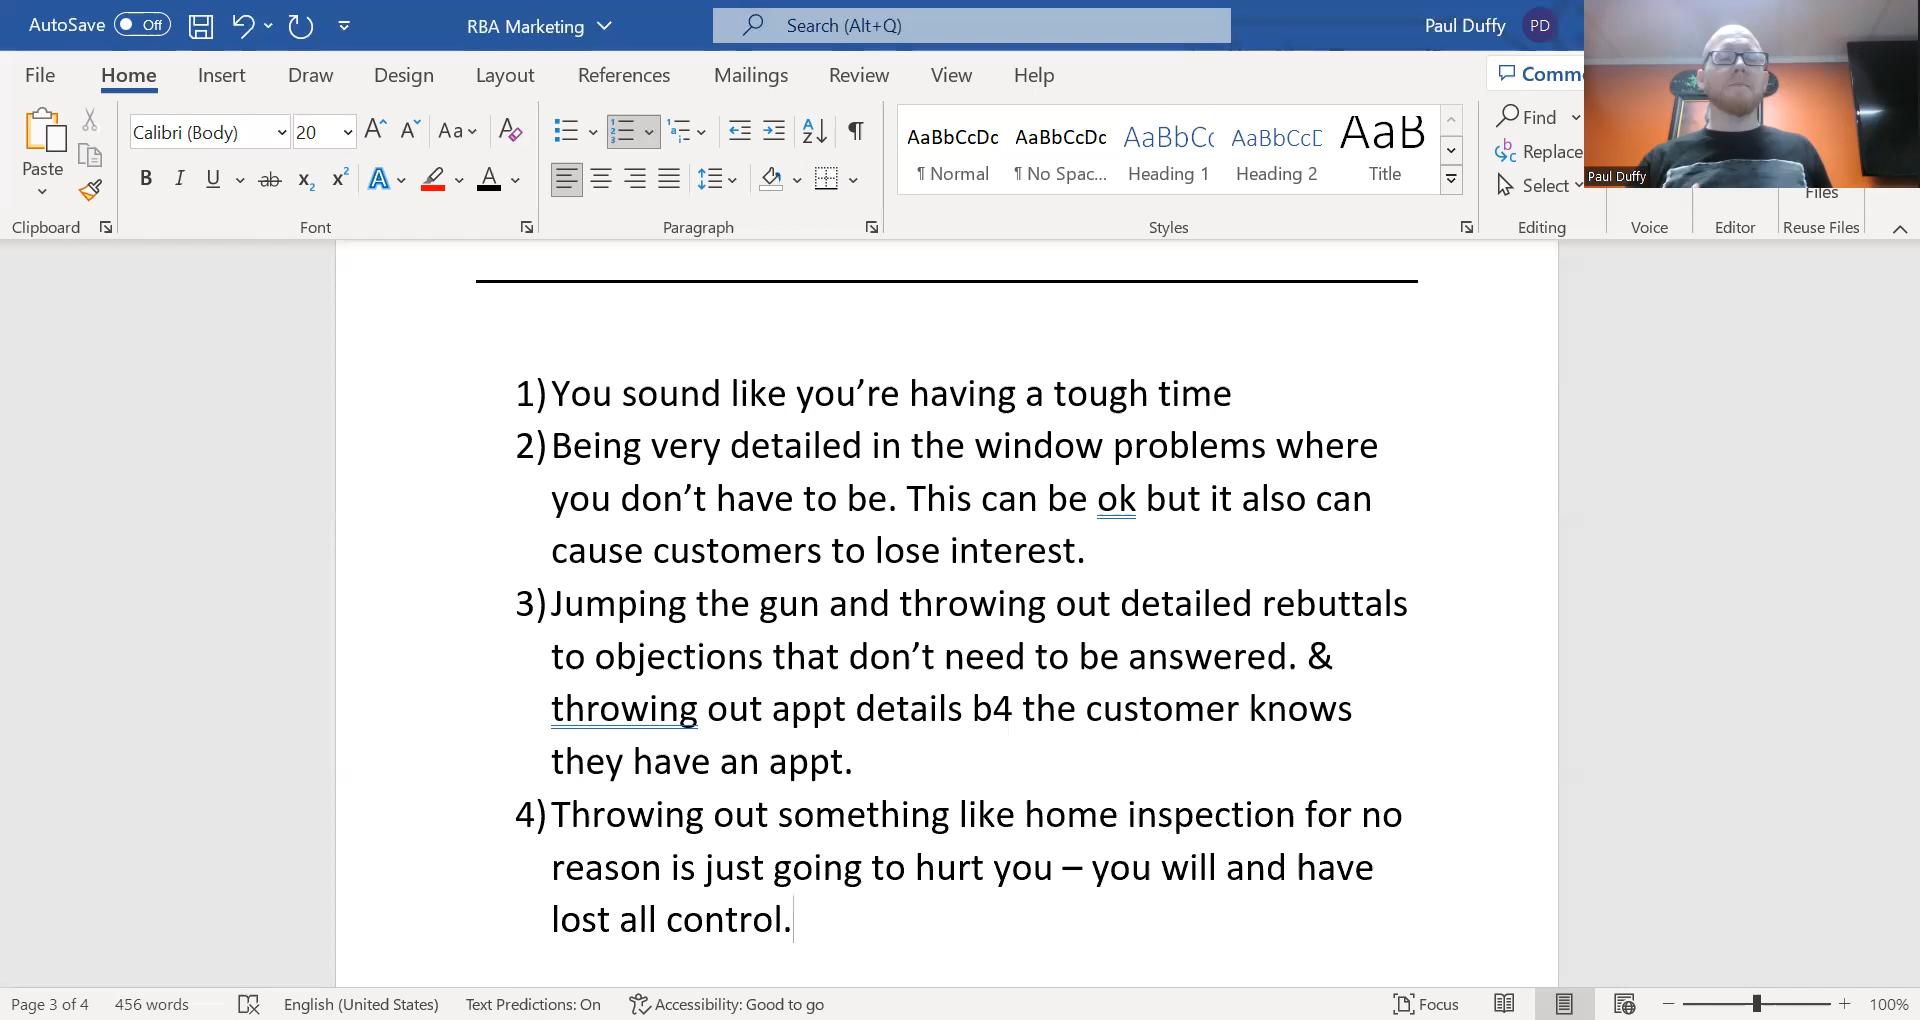 AutoSave Off RBA Marketing Search (Alt+Q) Paul Duffy PD
File Home Insert Draw Design Layout References Mailings Review View Help Comm
Paste
Calibri (Body) 20 Aa
B I U ab x2 x2 A A
AaBbCcDc AaBbCcDc AaBbC AaBbCcD AaB
¶ Normal ¶ No Spac... Heading 1 Heading 2 Title
Find
Replace
Select
Paul Duffy
Files
Clipboard Font Paragraph Styles Editing Voice Editor Reuse Files
1) You sound like you’re having a tough time
2) Being very detailed in the window problems where
you don’t have to be. This can be ok but it also can
cause customers to lose interest.
3) Jumping the gun and throwing out detailed rebuttals
to objections that don’t need to be answered. &
throwing out appt details b4 the customer knows
they have an appt.
4) Throwing out something like home inspection for no
reason is just going to hurt you – you will and have
lost all control.
Page 3 of 4 456 words English (United States) Text Predictions: On Accessibility: Good to go Focus 100%